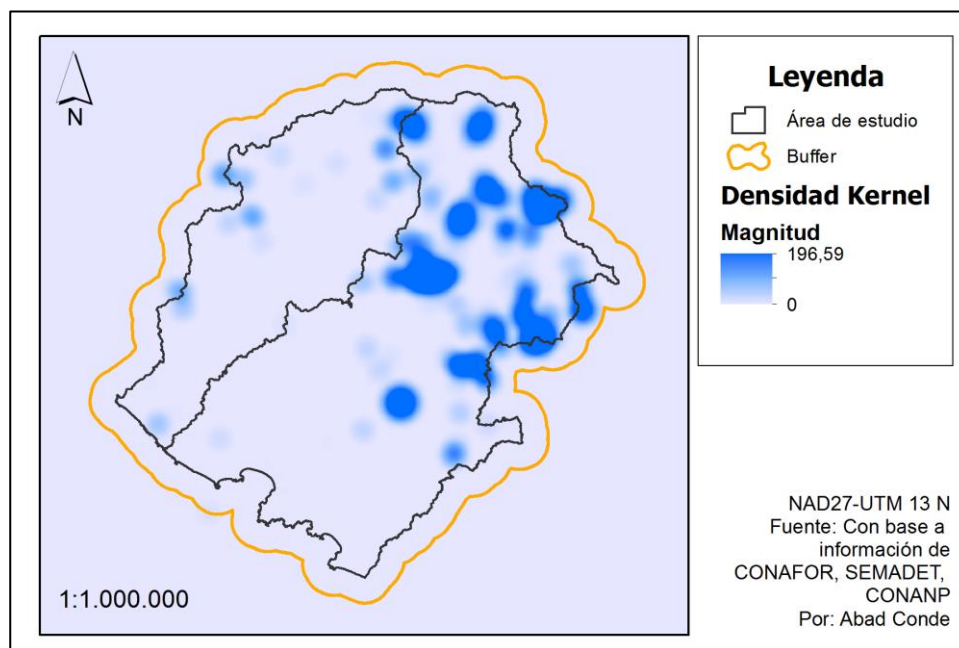 N
1:1.000.000
Leyenda
Área de estudio
Buffer
Densidad Kernel
Magnitud
196,59
0
NAD27-UTM 13 N
Fuente: Con base a
información de
CONAFOR, SEMADET,
CONANP
Por: Abad Conde